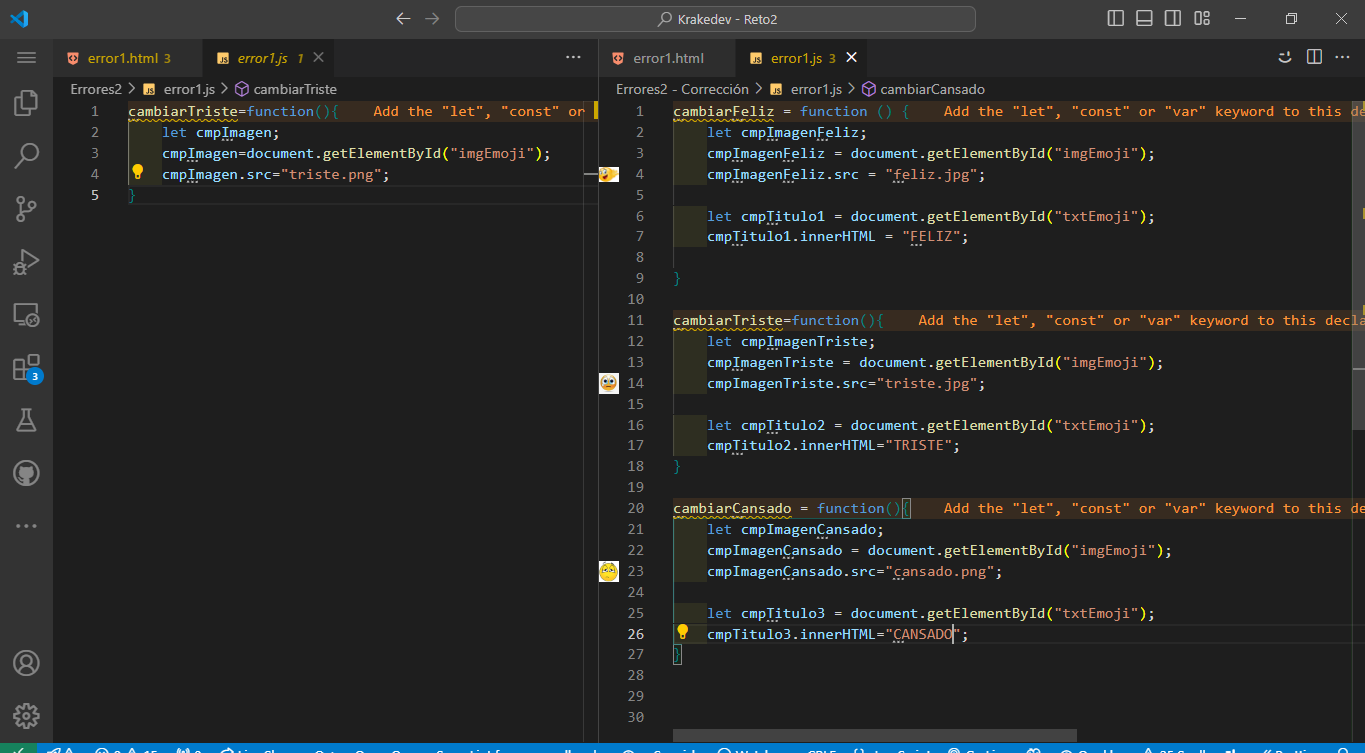 Krakedev - Reto2
error1.html 3
error1.js 1
Errores2 > error1.js > cambiarTriste
1 cambiarTriste=function(){ Add the "let", "const" or
2 let cmpImagen;
3 cmpImagen=document.getElementById("imgEmoji");
4 cmpImagen.src="triste.png";
5 }
error1.html
error1.js 3
Errores2 - Corrección > error1.js > cambiarCansado
1 cambiarFeliz = function () { Add the "let", "const" or "var" keyword to this de
2 let cmpImagenFeliz;
3 cmpImagenFeliz = document.getElementById("imgEmoji");
4 cmpImagenFeliz.src = "feliz.jpg";
5
6 let cmpTitulo1 = document.getElementById("txtEmoji");
7 cmpTitulo1.innerHTML = "FELIZ";
8
9 }
10
11 cambiarTriste=function(){ Add the "let", "const" or "var" keyword to this decla
12 let cmpImagenTriste;
13 cmpImagenTriste = document.getElementById("imgEmoji");
14 cmpImagenTriste.src="triste.jpg";
15
16 let cmpTitulo2 = document.getElementById("txtEmoji");
17 cmpTitulo2.innerHTML="TRISTE";
18 }
19
20 cambiarCansado = function(){ Add the "let", "const" or "var" keyword to this de
21 let cmpImagenCansado;
22 cmpImagenCansado = document.getElementById("imgEmoji");
23 cmpImagenCansado.src="cansado.png";
24
25 let cmpTitulo3 = document.getElementById("txtEmoji");
26 cmpTitulo3.innerHTML="CANSADO";
27 }
28
29
30
3